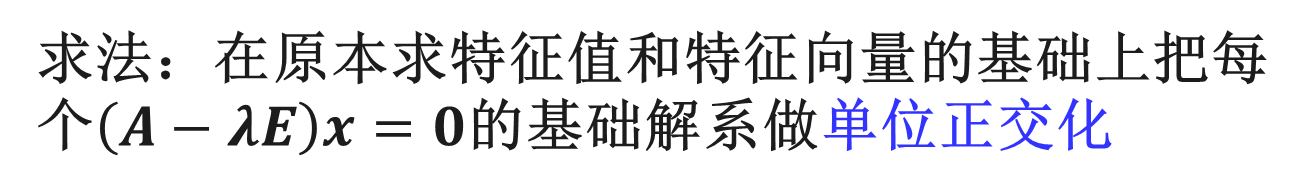 求法：在原本求特征值和特征向量的基础上把每
个(A − λE)x = 0的基础解系做单位正交化